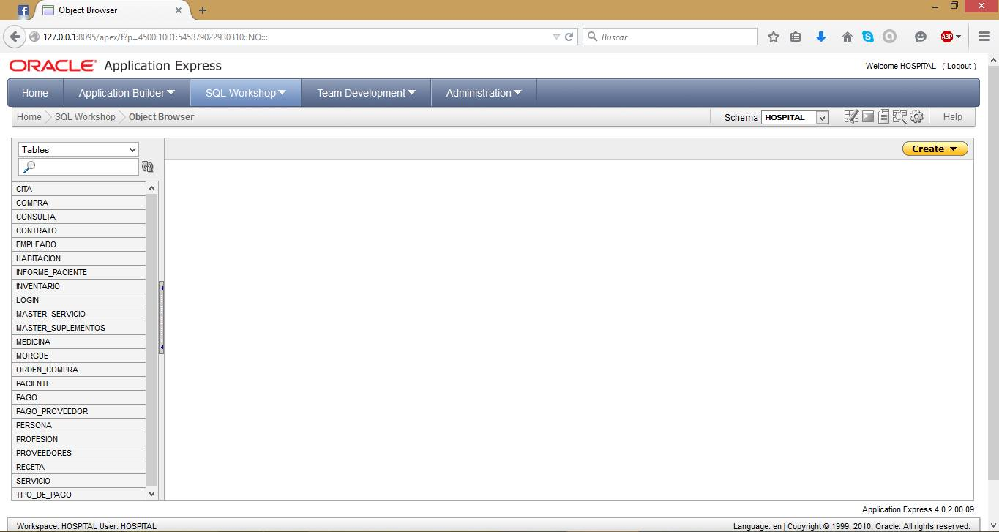 Object Browser
127.0.0.1:8095/apex/f?p=4500:1001:545879022930310::NO:::
Buscar
ABP
ORACLE Application Express
Welcome HOSPITAL ( Logout )
Home Application Builder SQL Workshop Team Development Administration
Home SQL Workshop Object Browser
Schema HOSPITAL Help
Tables
Create
CITA
COMPRA
CONSULTA
CONTRATO
EMPLEADO
HABITACION
INFORME_PACIENTE
INVENTARIO
LOGIN
MASTER_SERVICIO
MASTER_SUPLEMENTOS
MEDICINA
MORGUE
ORDEN_COMPRA
PACIENTE
PAGO
PAGO_PROVEEDOR
PERSONA
PROFESION
PROVEEDORES
RECETA
SERVICIO
TIPO_DE_PAGO
Application Express 4.0.2.00.09
Workspace: HOSPITAL User: HOSPITAL
Language: en | Copyright © 1999, 2010, Oracle. All rights reserved.